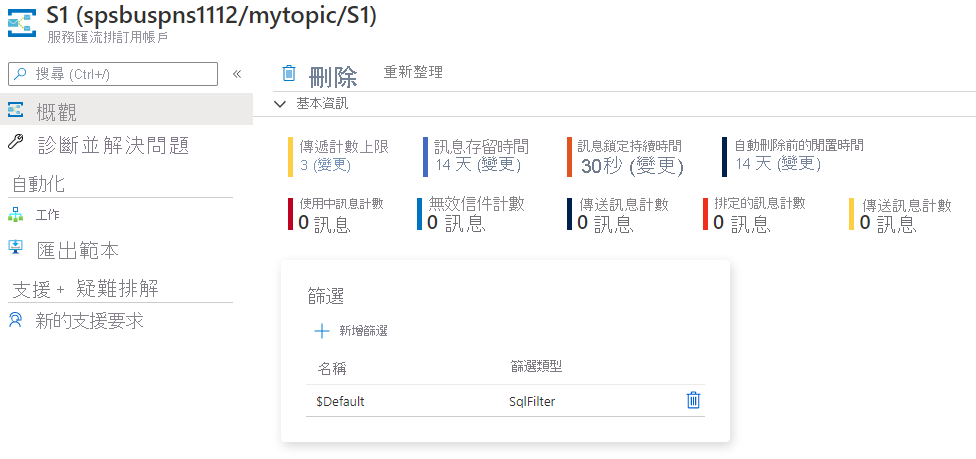 S1 (spsbuspns1112/mytopic/S1)
服務匯流排訂用帳戶
搜尋 (Ctrl+/)
«
刪除
重新整理
概觀
基本資訊
診斷並解決問題
自動化
工作
匯出範本
支援 + 疑難排解
新的支援要求
傳遞計數上限
3 (變更)
訊息存留時間
14 天 (變更)
訊息鎖定持續時間
30秒 (變更)
自動刪除前的閒置時間
14 天 (變更)
使用中訊息計數
0 訊息
無效信件計數
0 訊息
傳送訊息計數
0 訊息
排定的訊息計數
0 訊息
傳送訊息計數
0 訊息
篩選
新增篩選
名稱
篩選類型
$Default
SqlFilter